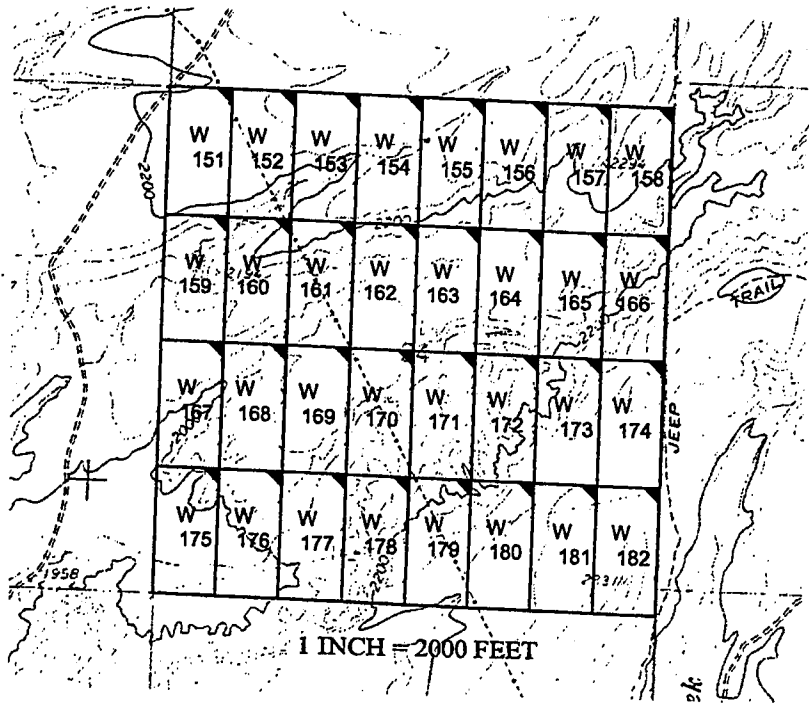 W W W W W W W W
151 152 153 154 155 156 157 158
2200
2294
W W W W W W W W
159 160 161 162 163 164 165 166
TRAIL
W W W W W W W W
167 168 169 170 171 172 173 174
JEEP
W W W W W W W W
175 176 177 178 179 180 181 182
1958
2200
1 INCH = 2000 FEET